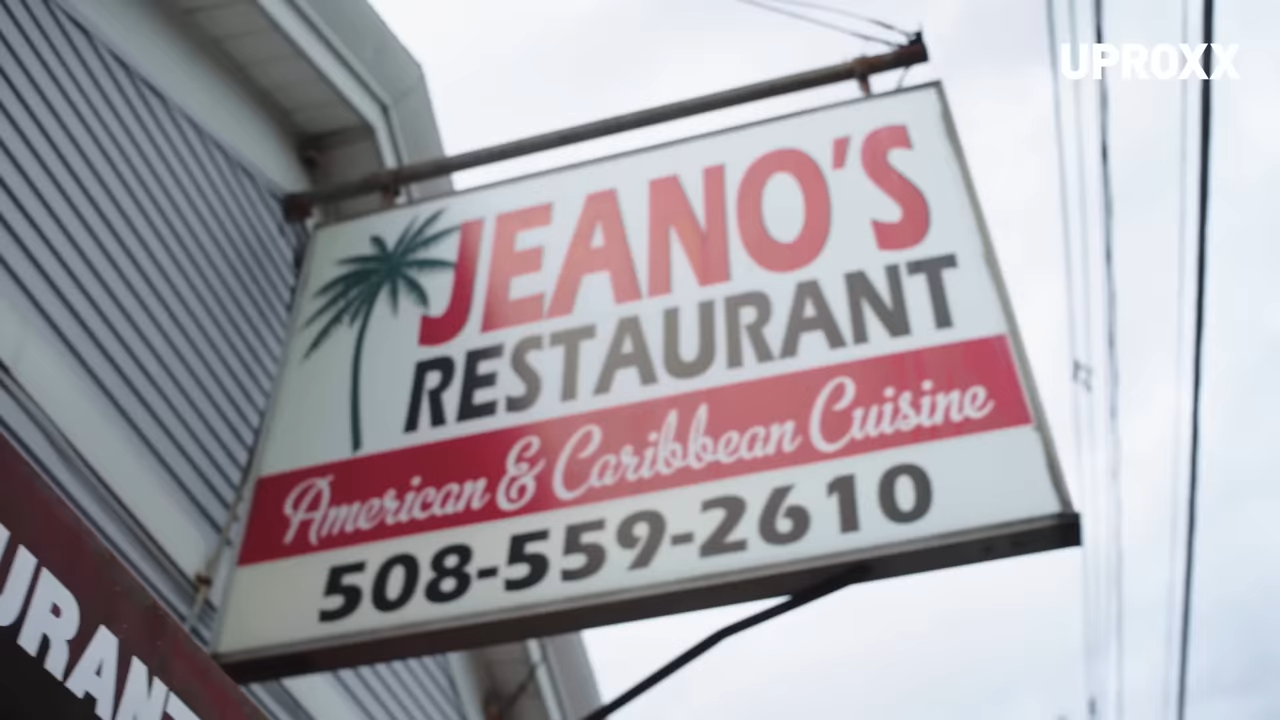 UPROXX
JEANO'S
RESTAURANT
American & Caribbean Cuisine
508-559-2610
URANT